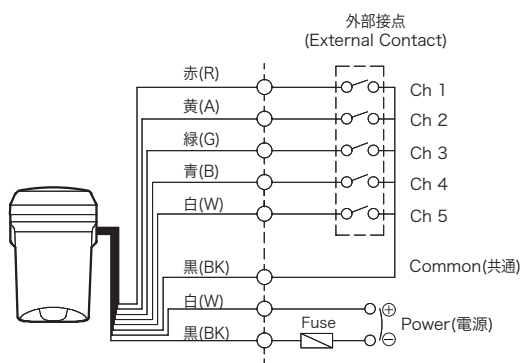 外部接点
(External Contact)
赤(R)
Ch 1
黄(A)
Ch 2
緑(G)
Ch 3
青(B)
Ch 4
白(W)
Ch 5
黒(BK)
Common(共通)
白(W)
⊕
Fuse
Power(電源)
黒(BK)
⊖